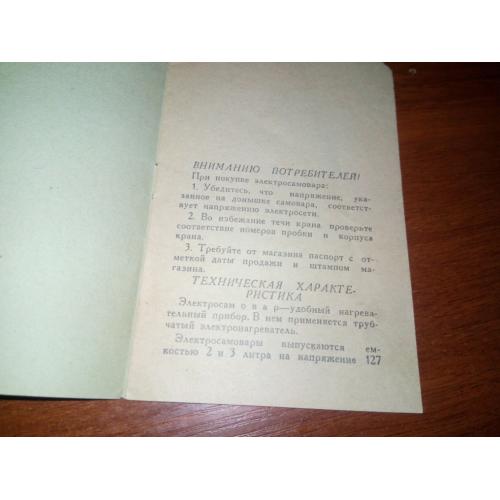 ВНИМАНИЮ ПОТРЕБИТЕЛЕЙ!
При покупке электросамовара:
1. Убедитесь, что напряжение, ука-
занное на донышке самовара, соответст-
вует напряжению электросети.
2. Во избежание течи крана проверьте
соответствие номеров пробки и корпуса
крана.
3. Требуйте от магазина паспорт с от-
меткой даты продажи и штампом ма-
газина.
ТЕХНИЧЕСКАЯ ХАРАКТЕ-
РИСТИКА
Электросам о в а р—удобный нагрева-
тельный прибор. В нем применяется труб-
чатый электронагреватель.
Электросамовары выпускаются ем-
костью 2 и 3 литра на напряжение 127